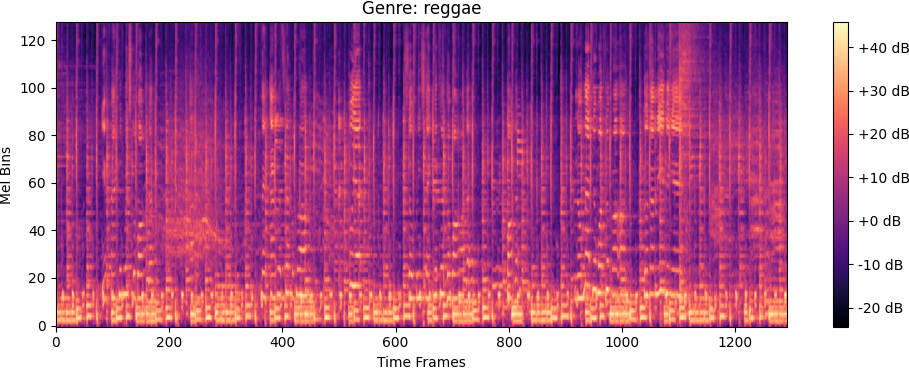 Genre: reggae
120
100
80
60
40
20
0
Mel Bins
0
200
400
600
800
1000
1200
Time Frames
+40 dB
+30 dB
+20 dB
+10 dB
+0 dB
-10 dB
-20 dB